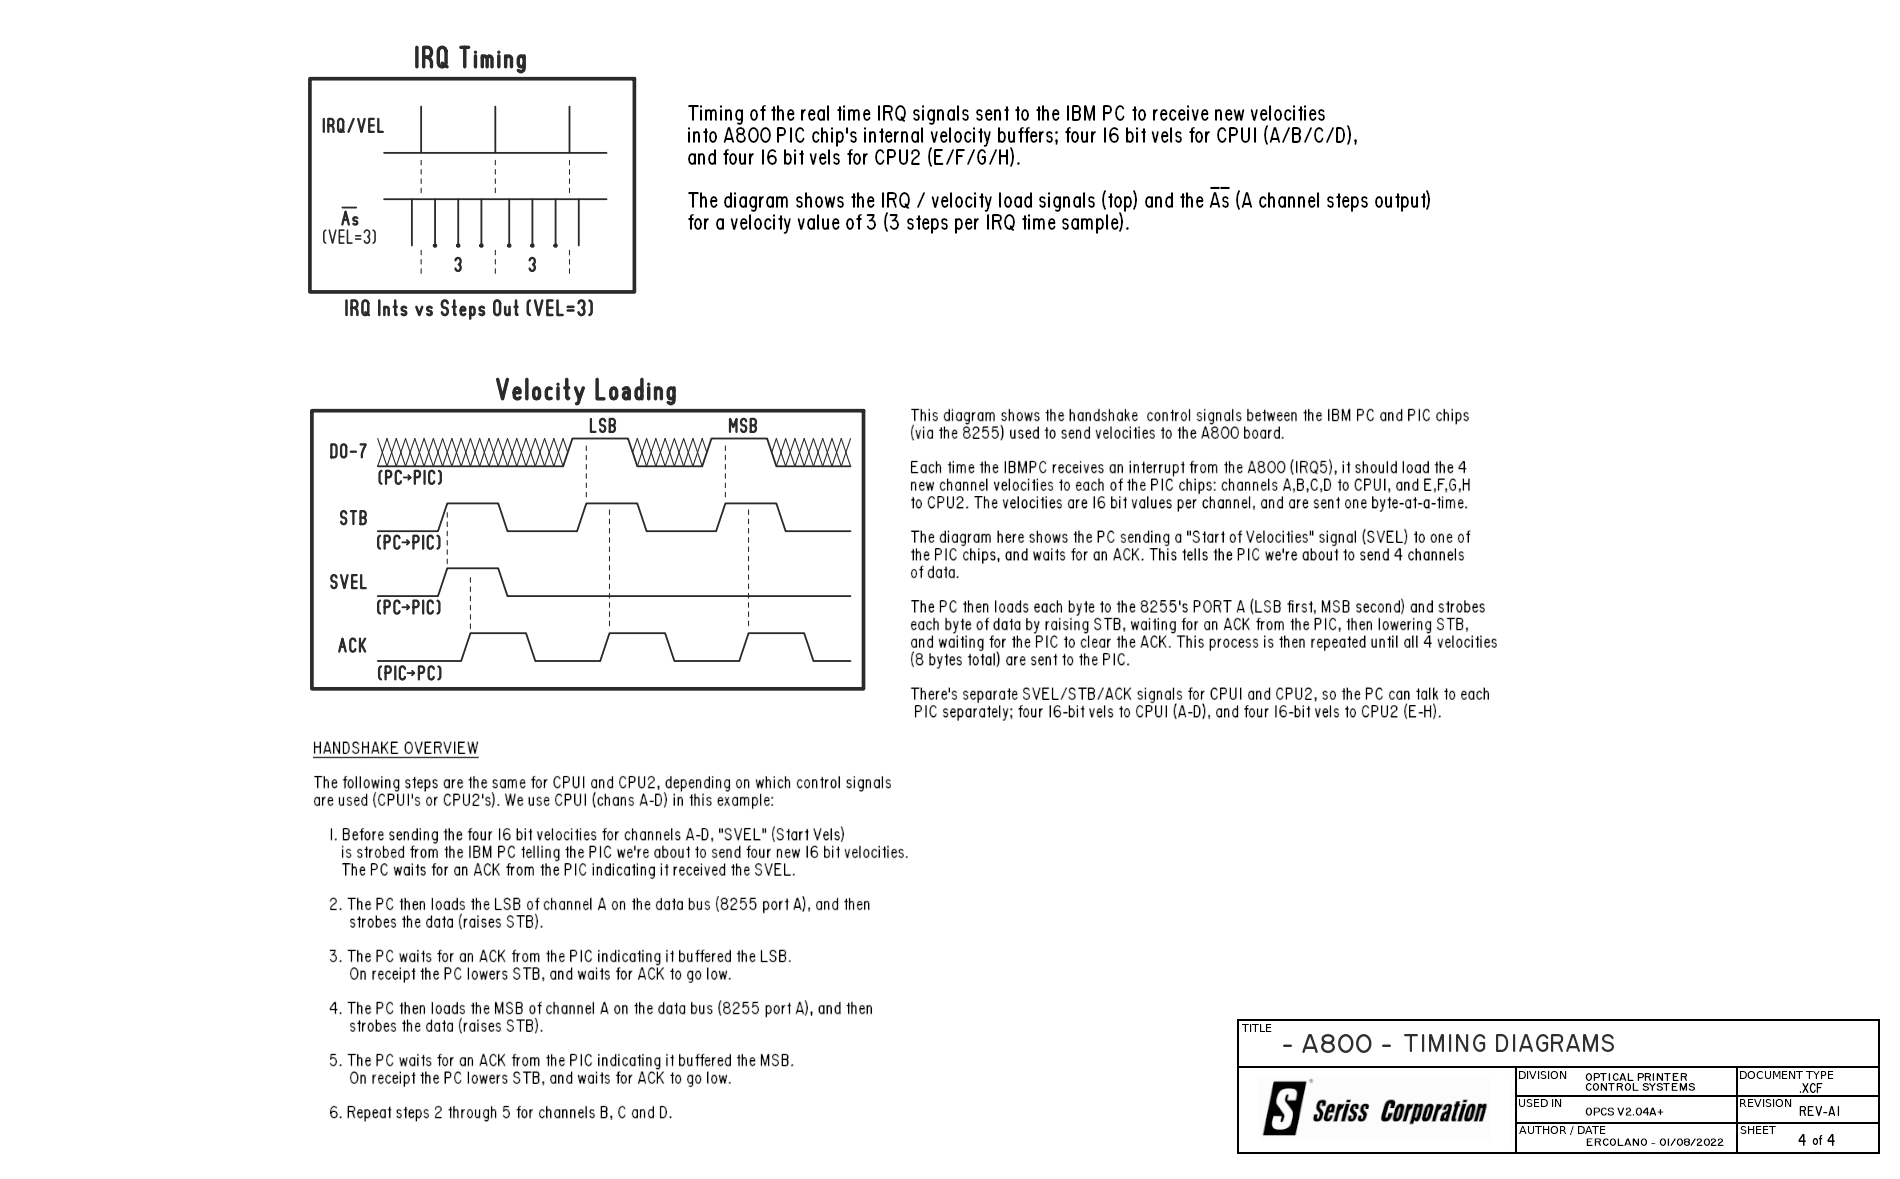 IRQ Timing
IRQ/VEL
As
(VEL=3)
3 3
IRQ Ints vs Steps Out (VEL=3)
Timing of the real time IRQ signals sent to the IBM PC to receive new velocities
into A800 PIC chip's internal velocity buffers; four 16 bit vels for CPU1 (A/B/C/D),
and four 16 bit vels for CPU2 (E/F/G/H).
The diagram shows the IRQ / velocity load signals (top) and the As (A channel steps output)
for a velocity value of 3 (3 steps per IRQ time sample).
Velocity Loading
LSB MSB
D0-7
(PC→PIC)
STB
(PC→PIC)
SVEL
(PC→PIC)
ACK
(PIC→PC)
This diagram shows the handshake control signals between the IBM PC and PIC chips
(via the 8255) used to send velocities to the A800 board.
Each time the IBMPC receives an interrupt from the A800 (IRQ5), it should load the 4
new channel velocities to each of the PIC chips: channels A,B,C,D to CPU1, and E,F,G,H
to CPU2. The velocities are 16 bit values per channel, and are sent one byte-at-a-time.
The diagram here shows the PC sending a "Start of Velocities" signal (SVEL) to one of
the PIC chips, and waits for an ACK. This tells the PIC we're about to send 4 channels
of data.
The PC then loads each byte to the 8255's PORT A (LSB first, MSB second) and strobes
each byte of data by raising STB, waiting for an ACK from the PIC, then lowering STB,
and waiting for the PIC to clear the ACK. This process is then repeated until all 4 velocities
(8 bytes total) are sent to the PIC.
There's separate SVEL/STB/ACK signals for CPU1 and CPU2, so the PC can talk to each
PIC separately; four 16-bit vels to CPU1 (A-D), and four 16-bit vels to CPU2 (E-H).
HANDSHAKE OVERVIEW
The following steps are the same for CPU1 and CPU2, depending on which control signals
are used (CPU1's or CPU2's). We use CPU1 (chans A-D) in this example:
1. Before sending the four 16 bit velocities for channels A-D, "SVEL" (Start Vels)
is strobed from the IBM PC telling the PIC we're about to send four new 16 bit velocities.
The PC waits for an ACK from the PIC indicating it received the SVEL.
2. The PC then loads the LSB of channel A on the data bus (8255 port A), and then
strobes the data (raises STB).
3. The PC waits for an ACK from the PIC indicating it buffered the LSB.
On receipt the PC lowers STB, and waits for ACK to go low.
4. The PC then loads the MSB of channel A on the data bus (8255 port A), and then
strobes the data (raises STB).
5. The PC waits for an ACK from the PIC indicating it buffered the MSB.
On receipt the PC lowers STB, and waits for ACK to go low.
6. Repeat steps 2 through 5 for channels B, C and D.
TITLE
- A800 - TIMING DIAGRAMS
S ® Seriss Corporation
DIVISION OPTICAL PRINTER
CONTROL SYSTEMS
DOCUMENT TYPE
.XCF
USED IN OPCS V2.04A+
REVISION REV-A1
AUTHOR / DATE
ERCOLANO - 01/08/2022
SHEET 4 of 4